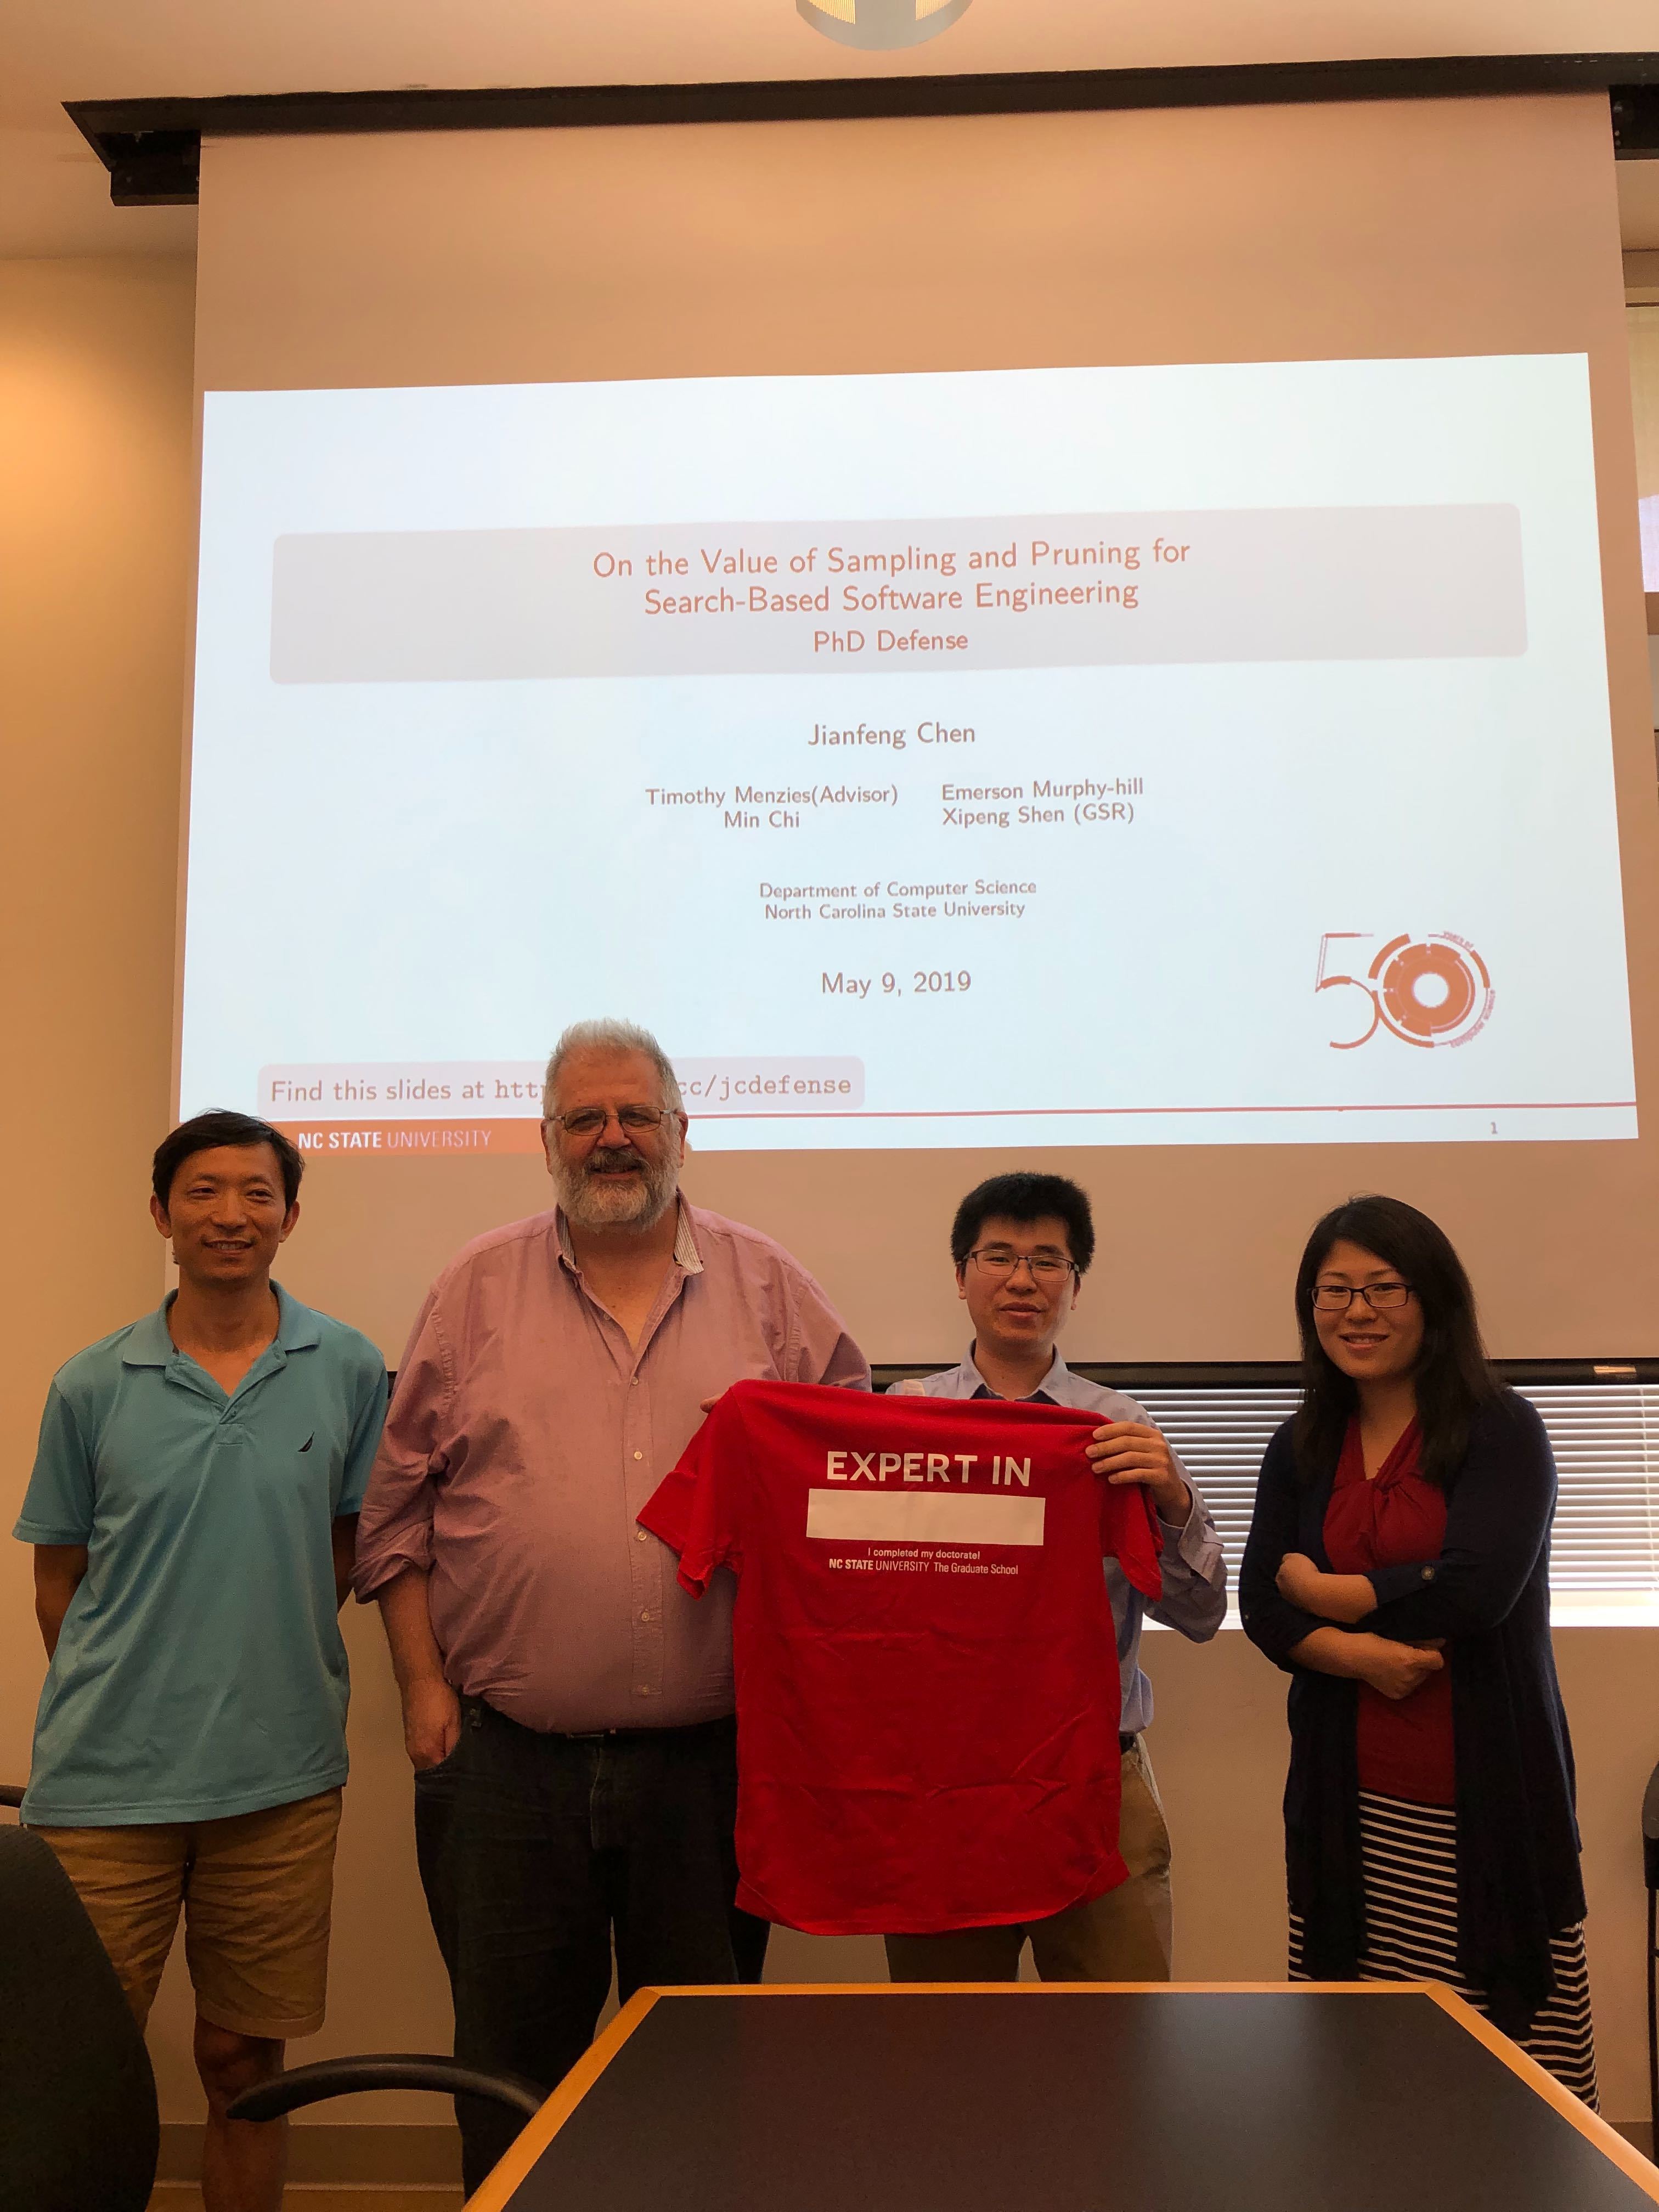 On the Value of Sampling and Pruning for
Search-Based Software Engineering
PhD Defense
Jianfeng Chen
Timothy Menzies(Advisor)
Min Chi
Emerson Murphy-hill
Xipeng Shen (GSR)
Department of Computer Science
North Carolina State University
May 9, 2019
50
Find this slides at
cc/jcdefense
NC STATE UNIVERSITY
1
EXPERT IN
I completed my doctorate!
NC STATE UNIVERSITY The Graduate School